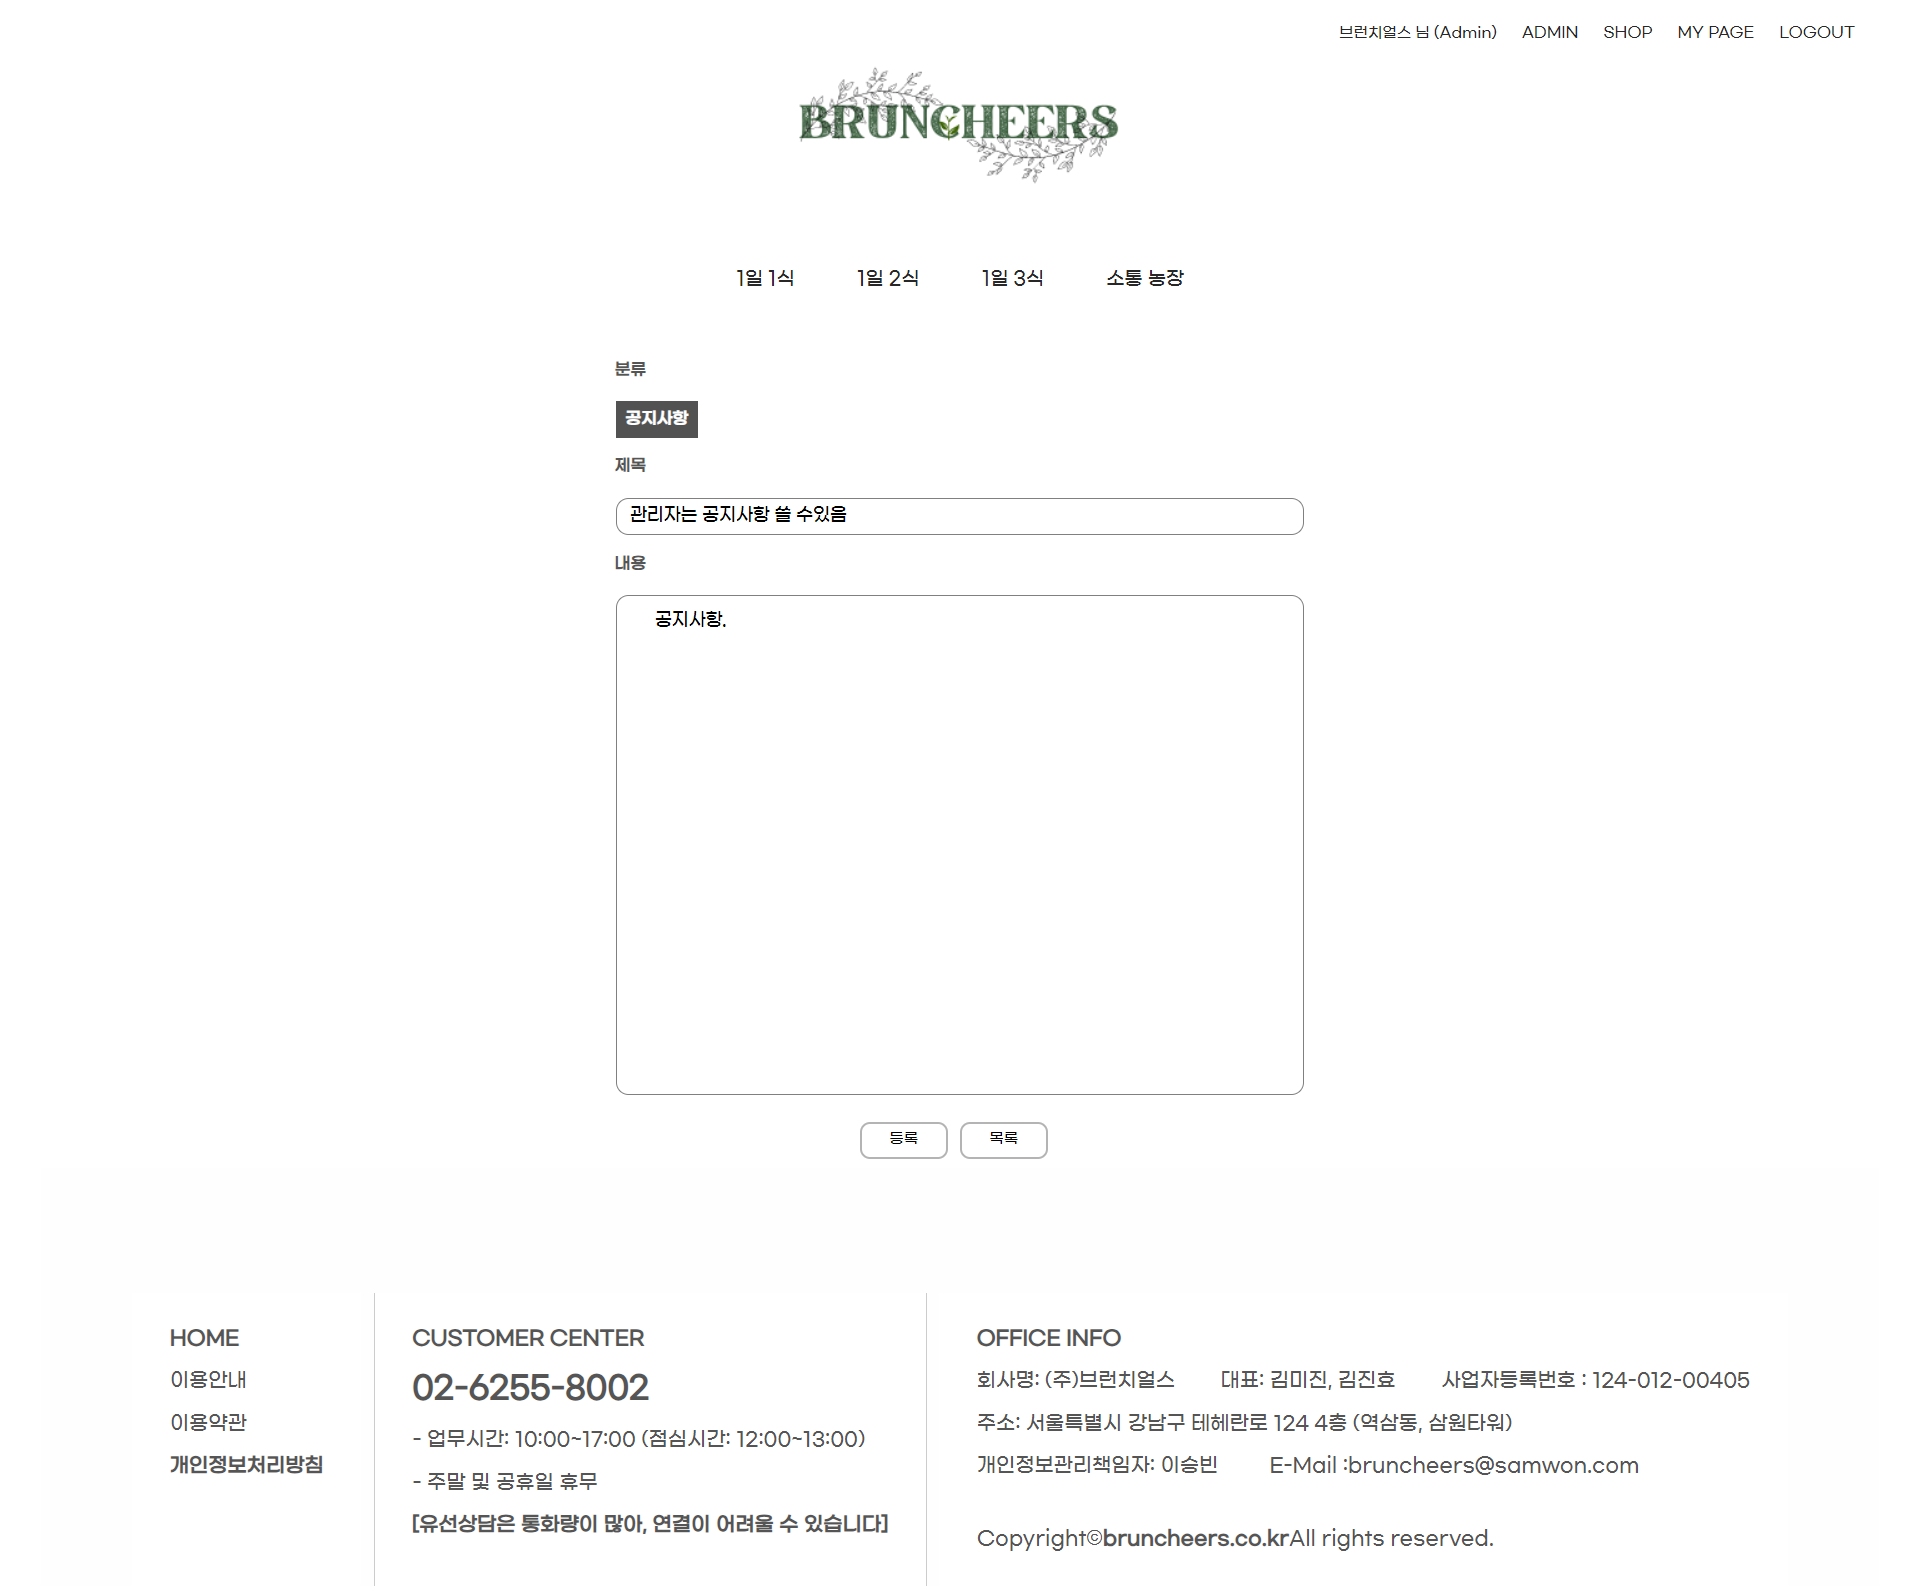 브런치얼스 님 (Admin) ADMIN SHOP MY PAGE LOGOUT
BRUNCHEERS
1일 1식 1일 2식 1일 3식 소통 농장
분류
공지사항
제목
관리자는 공지사항 쓸 수있음
내용
공지사항.
등록 목록
HOME
이용안내
이용약관
개인정보처리방침
CUSTOMER CENTER
02-6255-8002
- 업무시간: 10:00~17:00 (점심시간: 12:00~13:00)
- 주말 및 공휴일 휴무
[유선상담은 통화량이 많아, 연결이 어려울 수 있습니다]
OFFICE INFO
회사명: (주)브런치얼스 대표: 김미진, 김진효 사업자등록번호 : 124-012-00405
주소: 서울특별시 강남구 테헤란로 124 4층 (역삼동, 삼원타워)
개인정보관리책임자: 이승빈 E-Mail :bruncheers@samwon.com
Copyright©bruncheers.co.krAll rights reserved.